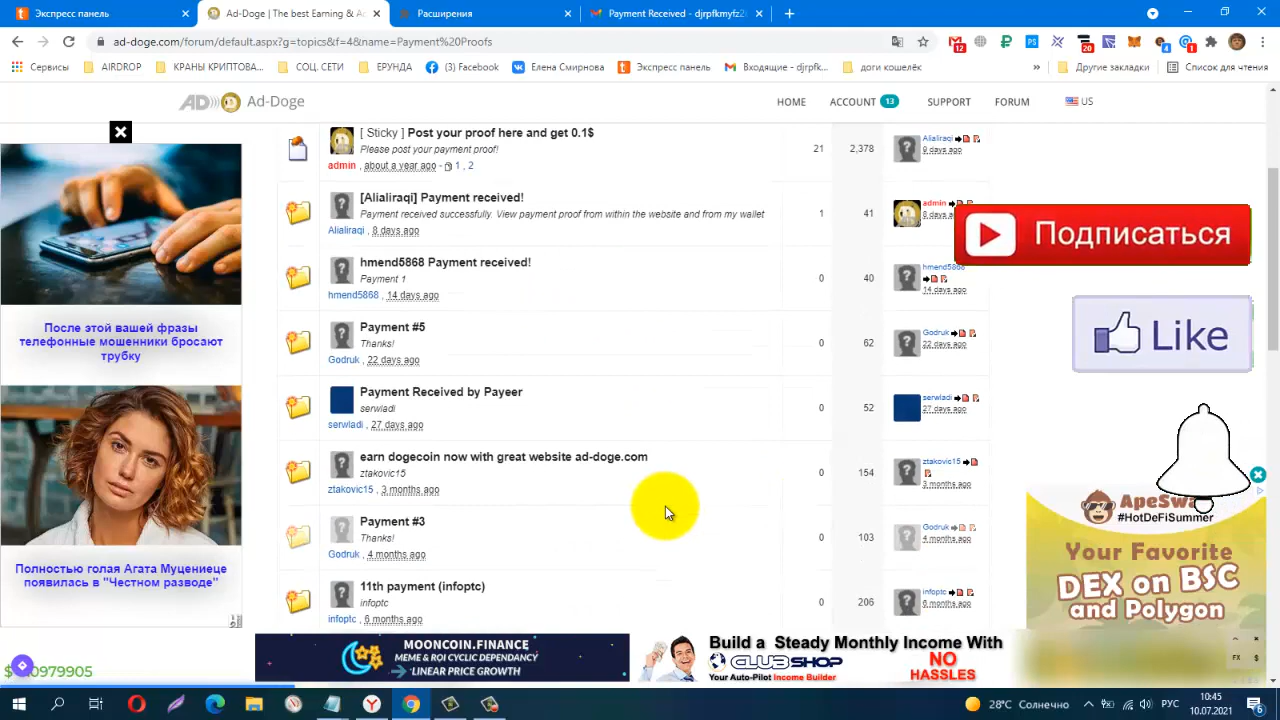 Экспресс панель
Ad-Doge | The best Earning & Ac
Расширения
Payment Received - djrpfkmyfz2
ad-doge.com/forum/default.aspx?g=topics&f=4&name=Payment%20Proofs
12
20
4
1
Сервисы
AIRDROP
КРАНЫ КРИПТОВА...
СОЦ. СЕТИ
ЕРУНДА
(3) Facebook
Елена Смирнова
Экспресс панель
Входящие - djrpfk...
доги кошелёк
»
Другие закладки
Список для чтения
AD
Ad-Doge
HOME
ACCOUNT 13
SUPPORT
FORUM
US
[ Sticky ] Post your proof here and get 0.1$
Please post your payment proof!
admin , about a year ago - 1 , 2
21
2,378
Alialiraqi
9 days ago
[Alialiraqi] Payment received!
Payment received successfully. View payment proof from within the website and from my wallet
Alialiraqi , 8 days ago
1
41
admin
8 days ago
Подписаться
hmend5868 Payment received!
Payment 1
hmend5868 , 14 days ago
0
40
hmend5868
14 days ago
Payment #5
Thanks!
Godruk , 22 days ago
0
62
Godruk
22 days ago
Like
Payment Received by Payeer
serwladi
serwladi , 27 days ago
0
52
serwladi
27 days ago
earn dogecoin now with great website ad-doge.com
ztakovic15
ztakovic15 , 3 months ago
0
154
ztakovic15
3 months ago
Payment #3
Thanks!
Godruk , 4 months ago
0
103
Godruk
4 months ago
11th payment (infoptc)
infoptc
infoptc , 6 months ago
0
206
infoptc
6 months ago
После этой вашей фразы
телефонные мошенники бросают
трубку
Полностью голая Агата Муцениеце
появилась в "Честном разводе"
#HotDeFiSummer
Your Favorite
DEX on BSC
and Polygon
MOONCOIN.FINANCE
MEME & ROI CYCLIC DEPENDANCY
LINEAR PRICE GROWTH
Build a Steady Monthly Income With
CLUBSHOP
Your Auto-Pilot Income Builder
NO
HASSLES
FX $
28°C Солнечно
РУС
10:45
10.07.2021
6